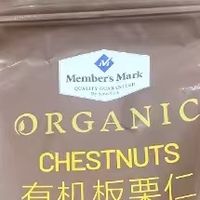 Member's Mark
QUALITY GUARANTEED
ORGANIC
CHESTNUTS
有机板栗仁